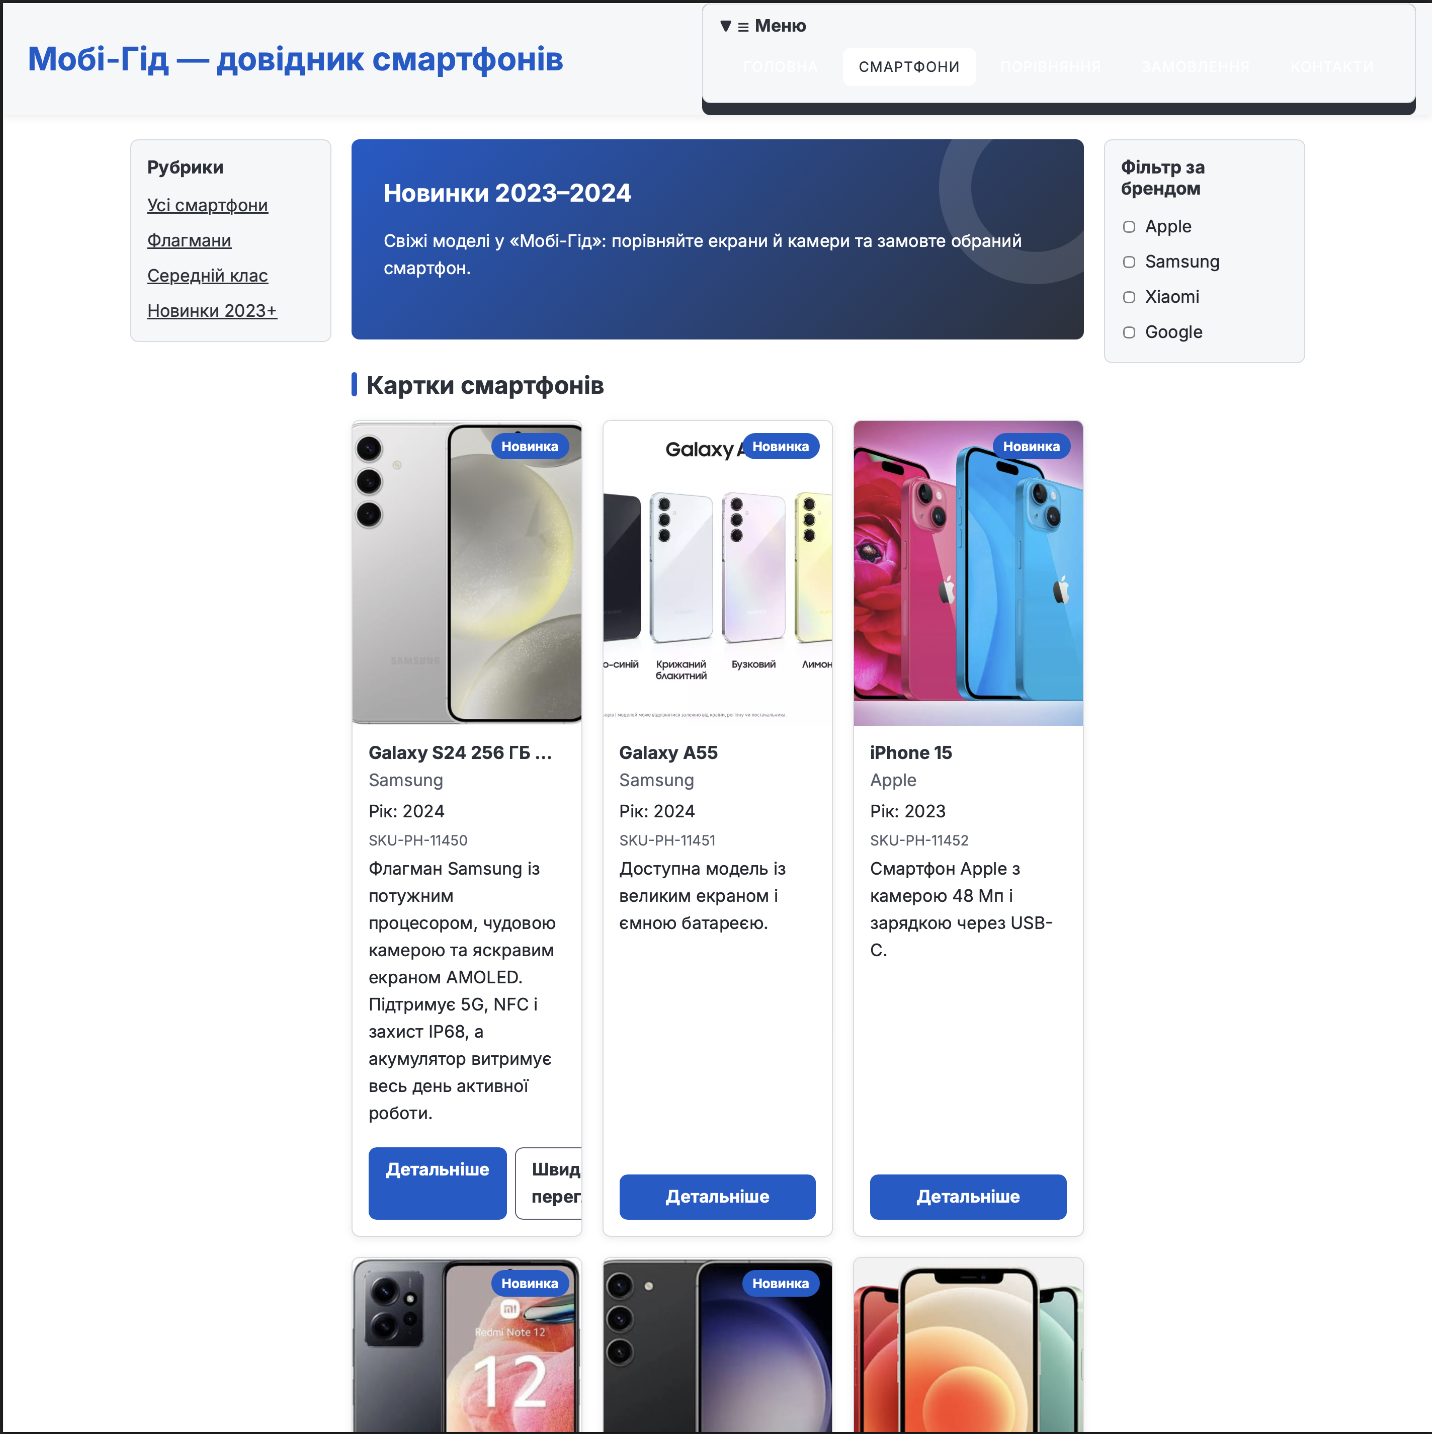 Мобі-Гід — довідник смартфонів
▼ ≡ Меню
ГОЛОВНА
СМАРТФОНИ
ПОРІВНЯННЯ
ЗАМОВЛЕННЯ
КОНТАКТИ
Рубрики
Усі смартфони
Флагмани
Середній клас
Новинки 2023+
Новинки 2023–2024
Свіжі моделі у «Мобі-Гід»: порівняйте екрани й камери та замовте обраний
смартфон.
Фільтр за
брендом
Apple
Samsung
Xiaomi
Google
Картки смартфонів
Новинка
SAMSUNG
Galaxy S24 256 ГБ ...
Samsung
Рік: 2024
SKU-PH-11450
Флагман Samsung із
потужним
процесором, чудовою
камерою та яскравим
екраном AMOLED.
Підтримує 5G, NFC і
захист IP68, а
акумулятор витримує
весь день активної
роботи.
Детальніше
Швид
перег
Galaxy A
Новинка
о-синій
Крижаний
блакитний
Бузковий
Лимон
Galaxy A55
Samsung
Рік: 2024
SKU-PH-11451
Доступна модель із
великим екраном і
ємною батареєю.
Детальніше
Новинка
iPhone 15
Apple
Рік: 2023
SKU-PH-11452
Смартфон Apple з
камерою 48 Мп і
зарядкою через USB-
C.
Детальніше
Новинка
Redmi Note 12
12
Новинка